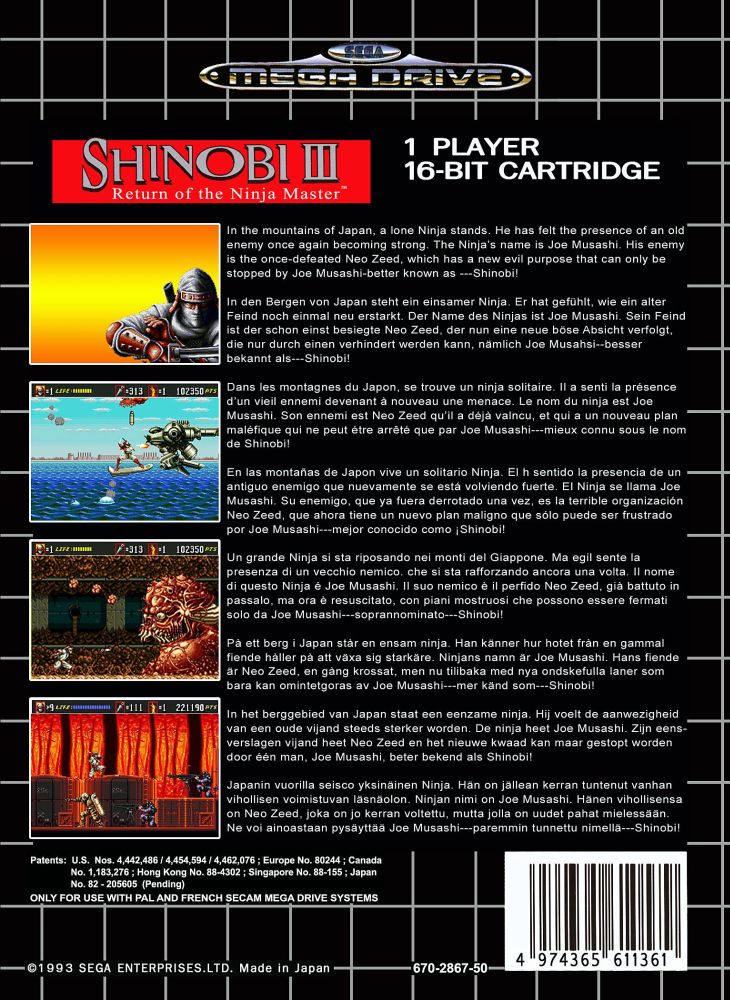 SEGA
MEGA DRIVE
SHINOBI III
Return of the Ninja Master™
1 PLAYER
16-BIT CARTRIDGE
In the mountains of Japan, a lone Ninja stands. He has felt the presence of an old
enemy once again becoming strong. The Ninja's name is Joe Musashi. His enemy
is the once-defeated Neo Zeed, which has a new evil purpose that can only be
stopped by Joe Musashi-better known as ---Shinobi!
In den Bergen von Japan steht ein einsamer Ninja. Er hat gefühlt, wie ein alter
Feind noch einmal neu erstarkt. Der Name des Ninjas ist Joe Musashi. Sein Feind
ist der schon einst besiegte Neo Zeed, der nun eine neue böse Absicht verfolgt,
die nur durch einen verhindert werden kann, nämlich Joe Musahsi--besser
bekannt als---Shinobi!
=1 LIFE: =313 =1 102350 PTS
Dans les montagnes du Japon, se trouve un ninja solitaire. Il a senti la présence
d'un vieil ennemi devenant à nouveau une menace. Le nom du ninja est Joe
Musashi. Son ennemi est Neo Zeed qu'il a déjà valncu, et qui a un nouveau plan
maléfique qui ne peut étre arrêté que par Joe Musashi---mieux connu sous le nom
de Shinobi!
En las montañas de Japon vive un solitario Ninja. El h sentido la presencia de un
antiguo enemigo que nuevamente se está volviendo fuerte. El Ninja se llama Joe
Musashi. Su enemigo, que ya fuera derrotado una vez, es la terrible organización
Neo Zeed, que ahora tiene un nuevo plan maligno que sólo puede ser frustrado
por Joe Musashi---mejor conocido como ¡Shinobi!
=1 LIFE: =313 =1 102350 PTS
Un grande Ninja si sta riposando nei monti del Giappone. Ma egil sente la
presenza di un vecchio nemico. che si sta rafforzando ancora una volta. Il nome
di questo Ninja é Joe Musashi. Il suo nemico è il perfido Neo Zeed, già battuto in
passalo, ma ora è resuscitato, con piani mostruosi che possono essere fermati
solo da Joe Musashi---soprannominato---Shinobi!
På ett berg i Japan står en ensam ninja. Han känner hur hotet från en gammal
fiende håller på att växa sig starkäre. Ninjans namn är Joe Musashi. Hans fiende
är Neo Zeed, en gång krossat, men nu tilibaka med nya ondskefulla laner som
bara kan omintetgoras av Joe Musashi---mer känd som---Shinobi!
=9 LIFE: =111 =1 221190 PTS
In het berggebied van Japan staat een eenzame ninja. Hij voelt de aanwezigheid
van een oude vijand steeds sterker worden. De ninja heet Joe Musashi. Zijn eens-
verslagen vijand heet Neo Zeed en het nieuwe kwaad kan maar gestopt worden
door één man, Joe Musashi, beter bekend als Shinobi!
Japanin vuorilla seisco yksinäinen Ninja. Hän on jällean kerran tuntenut vanhan
vihollisen voimistuvan läsnäolon. Ninjan nimi on Joe Musashi. Hänen vihollisensa
on Neo Zeed, joka on jo kerran voltettu, mutta jolla on uudet pahat mielessään.
Ne voi ainoastaan pysäyttää Joe Musashi---paremmin tunnettu nimellä---Shinobi!
Patents: U.S. Nos. 4,442,486 / 4,454,594 / 4,462,076 ; Europe No. 80244 ; Canada
No. 1,183,276 ; Hong Kong No. 88-4302 ; Singapore No. 88-155 ; Japan
No. 82 - 205605 (Pending)
ONLY FOR USE WITH PAL AND FRENCH SECAM MEGA DRIVE SYSTEMS
©1993 SEGA ENTERPRISES.LTD. Made in Japan
670-2867-50
4 974365 611361